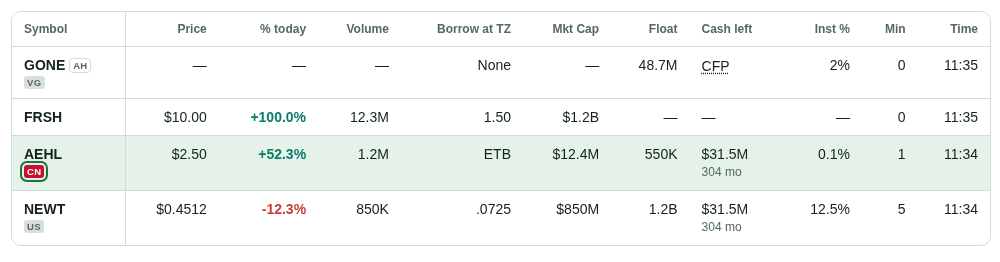 Symbol Price % today Volume Borrow at TZ Mkt Cap Float Cash left Inst % Min Time
GONE AH — — — None — 48.7M CFP 2% 0 11:35
VG
FRSH $10.00 +100.0% 12.3M 1.50 $1.2B — — — 0 11:35
AEHL $2.50 +52.3% 1.2M ETB $12.4M 550K $31.5M 0.1% 1 11:34
CN 304 mo
NEWT $0.4512 -12.3% 850K .0725 $850M 1.2B $31.5M 12.5% 5 11:34
US 304 mo